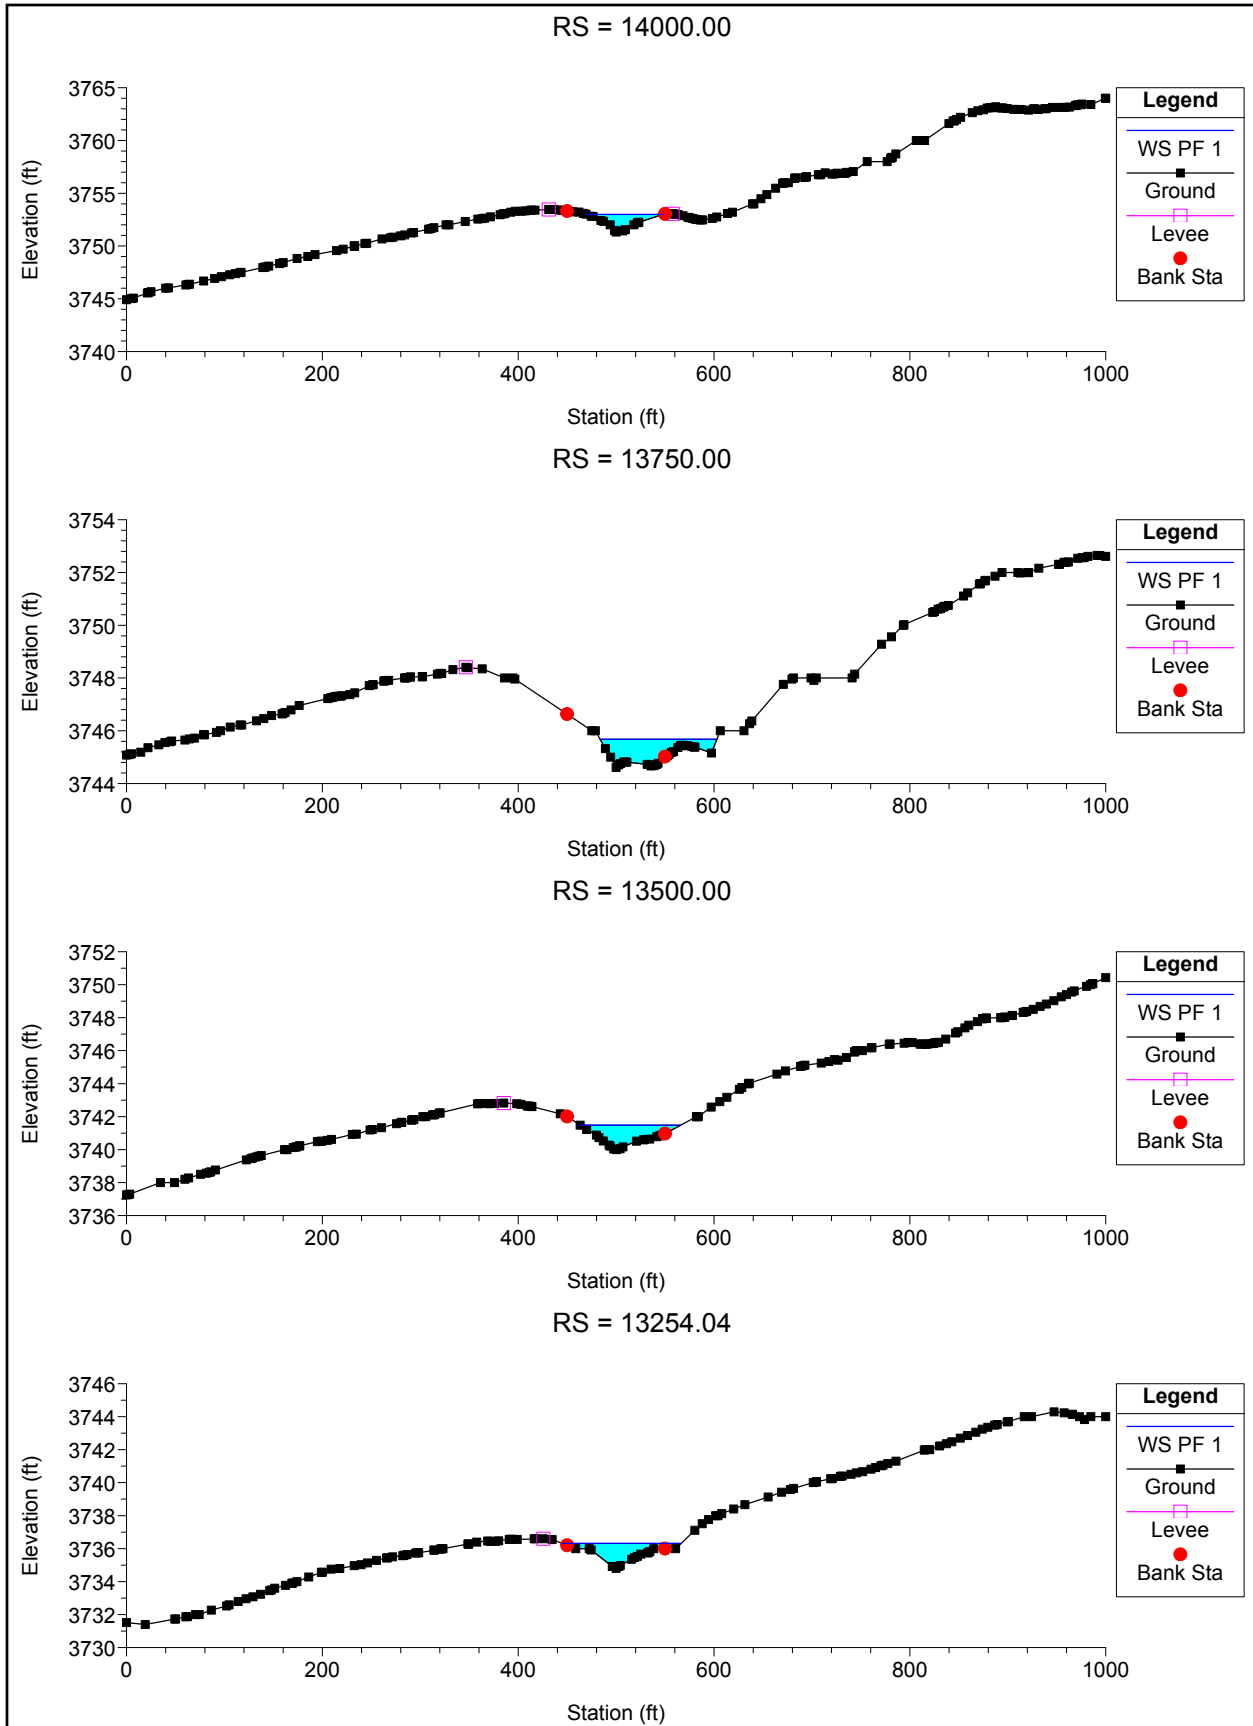 RS = 14000.00
3765
3760
3755
3750
3745
3740
Elevation (ft)
0 200 400 600 800 1000
Station (ft)
Legend
WS PF 1
Ground
Levee
Bank Sta
RS = 13750.00
3754
3752
3750
3748
3746
3744
Elevation (ft)
0 200 400 600 800 1000
Station (ft)
Legend
WS PF 1
Ground
Levee
Bank Sta
RS = 13500.00
3752
3750
3748
3746
3744
3742
3740
3738
3736
Elevation (ft)
0 200 400 600 800 1000
Station (ft)
Legend
WS PF 1
Ground
Levee
Bank Sta
RS = 13254.04
3746
3744
3742
3740
3738
3736
3734
3732
3730
Elevation (ft)
0 200 400 600 800 1000
Station (ft)
Legend
WS PF 1
Ground
Levee
Bank Sta